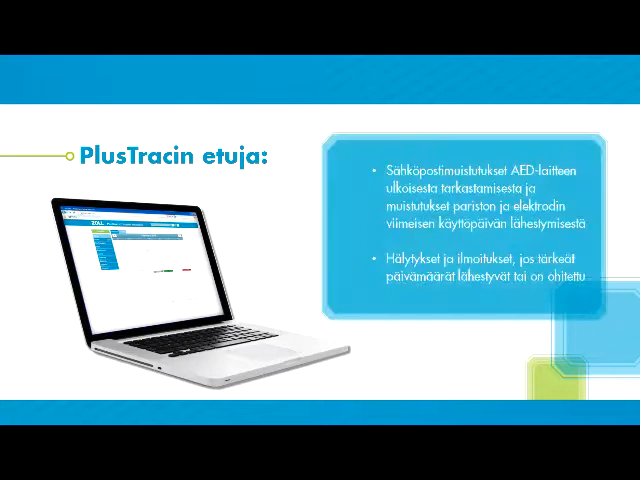 PlusTracin etuja:
ZOLL
• Sähköpostimuistutukset AED-laitteen
ulkoisesta tarkastamisesta ja
muistutukset pariston ja elektrodin
viimeisen käyttöpäivän lähestymisestä
• Hälytykset ja ilmoitukset, jos tärkeät
päivämäärät lähestyvät tai on ohitettu